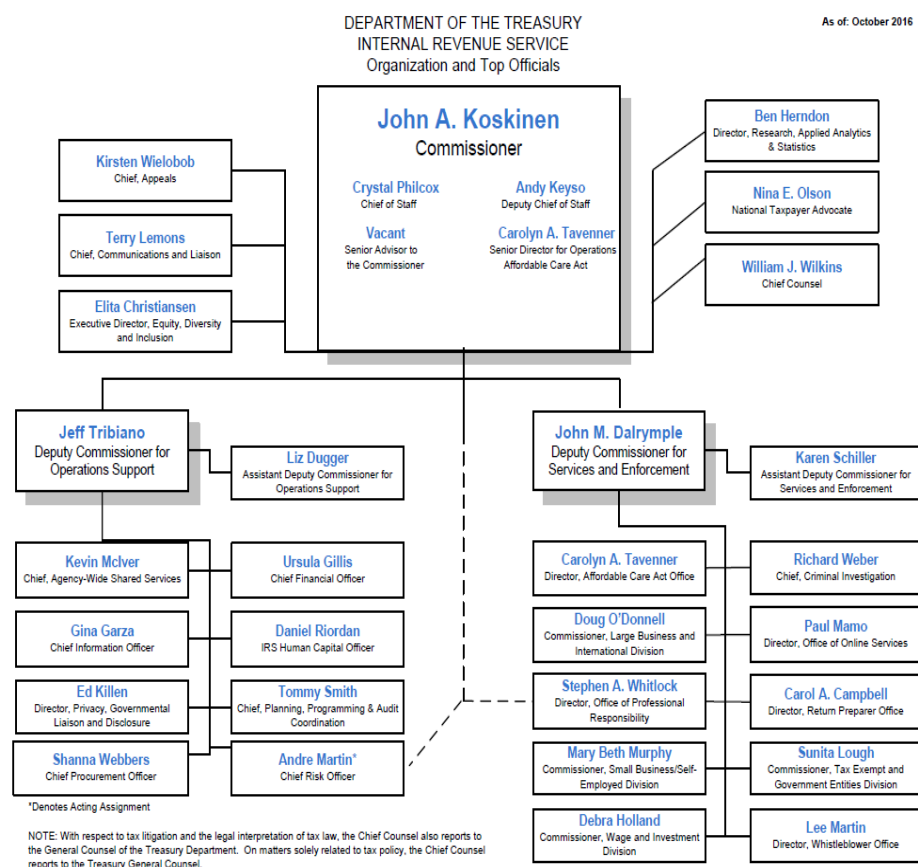 DEPARTMENT OF THE TREASURY
As of: October 2016
INTERNAL REVENUE SERVICE
Organization and Top Officials
John A. Koskinen
Commissioner
Crystal Philcox
Chief of Staff
Andy Keyso
Deputy Chief of Staff
Vacant
Senior Advisor to
the Commissioner
Carolyn A. Tavenner
Senior Director for Operations
Affordable Care Act
Kirsten Wielobob
Chief, Appeals
Terry Lemons
Chief, Communications and Liaison
Elita Christiansen
Executive Director, Equity, Diversity
and Inclusion
Ben Herndon
Director, Research, Applied Analytics
& Statistics
Nina E. Olson
National Taxpayer Advocate
William J. Wilkins
Chief Counsel
Jeff Tribiano
Deputy Commissioner for
Operations Support
Liz Dugger
Assistant Deputy Commissioner for
Operations Support
John M. Dalrymple
Deputy Commissioner for
Services and Enforcement
Karen Schiller
Assistant Deputy Commissioner for
Services and Enforcement
Kevin McIver
Chief, Agency-Wide Shared Services
Ursula Gillis
Chief Financial Officer
Gina Garza
Chief Information Officer
Daniel Riordan
IRS Human Capital Officer
Ed Killen
Director, Privacy, Governmental
Liaison and Disclosure
Tommy Smith
Chief, Planning, Programming & Audit
Coordination
Shanna Webbers
Chief Procurement Officer
Andre Martin*
Chief Risk Officer
Carolyn A. Tavenner
Director, Affordable Care Act Office
Richard Weber
Chief, Criminal Investigation
Doug O'Donnell
Commissioner, Large Business and
International Division
Paul Mamo
Director, Office of Online Services
Stephen A. Whitlock
Director, Office of Professional
Responsibility
Carol A. Campbell
Director, Return Preparer Office
Mary Beth Murphy
Commissioner, Small Business/Self-
Employed Division
Sunita Lough
Commissioner, Tax Exempt and
Government Entities Division
Debra Holland
Commissioner, Wage and Investment
Division
Lee Martin
Director, Whistleblower Office
*Denotes Acting Assignment
NOTE: With respect to tax litigation and the legal interpretation of tax law, the Chief Counsel also reports to
the General Counsel of the Treasury Department. On matters solely related to tax policy, the Chief Counsel
reports to the Treasury General Counsel.